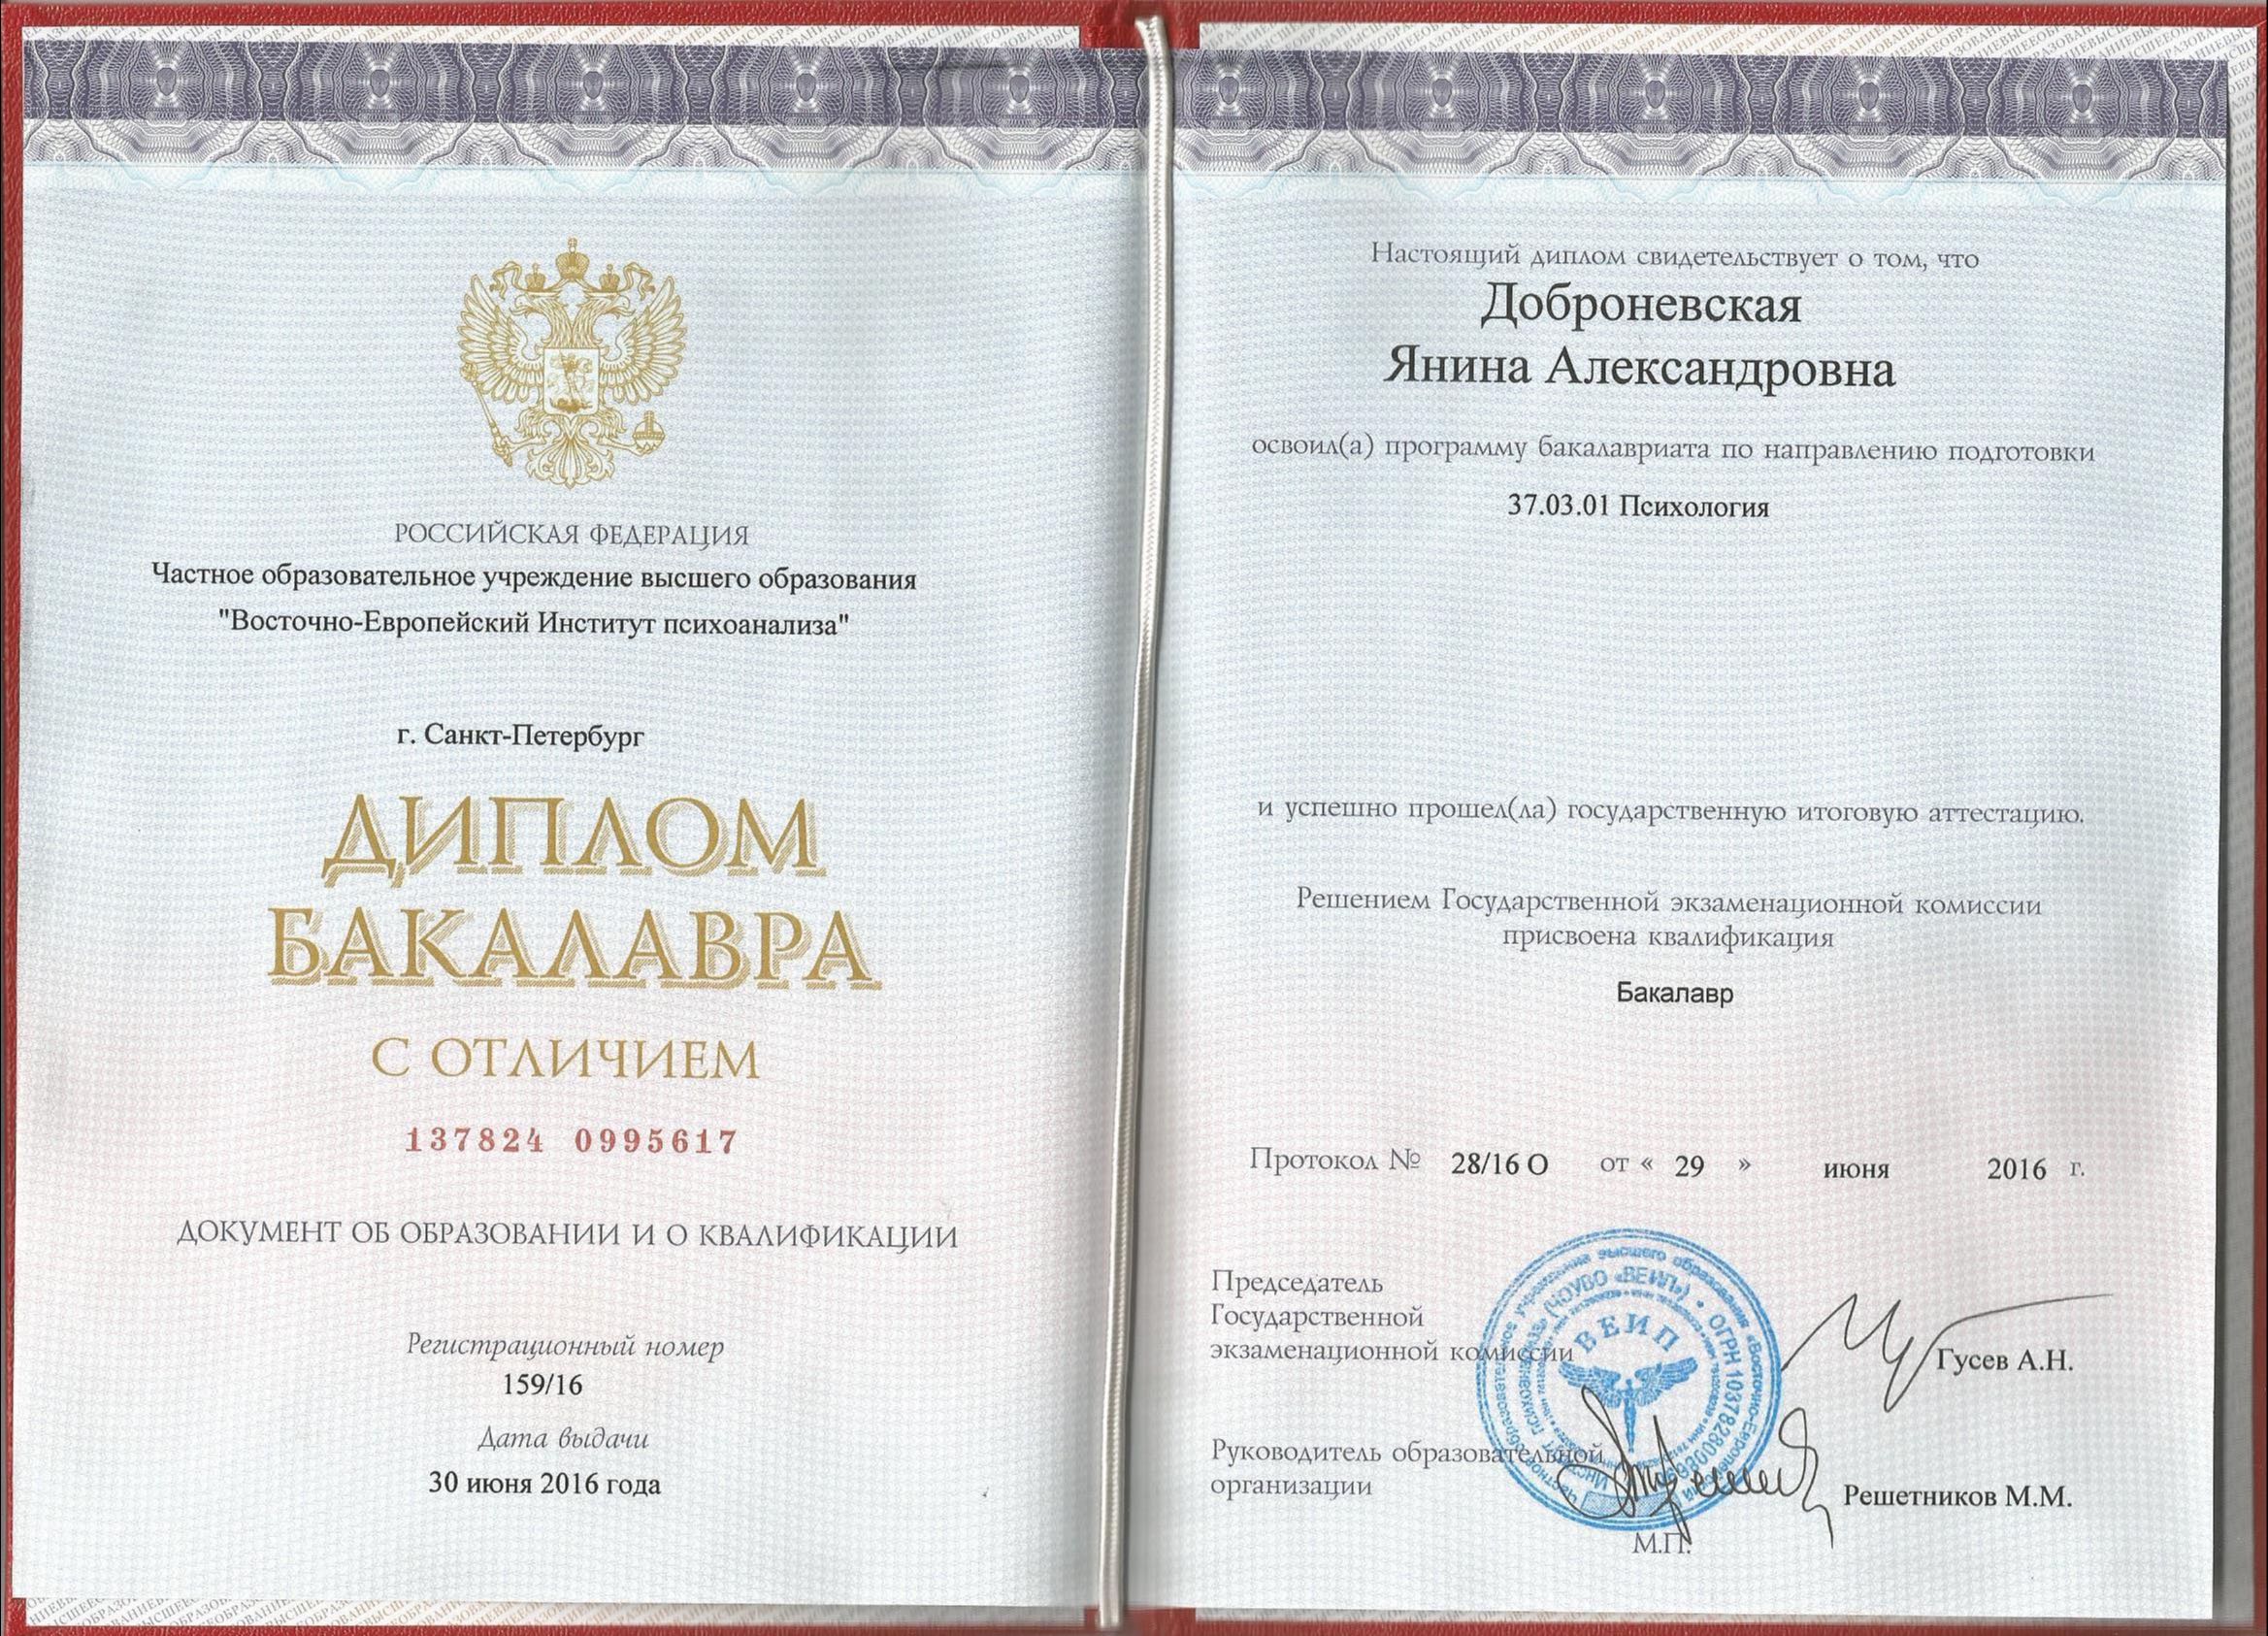 РОССИЙСКАЯ ФЕДЕРАЦИЯ
Частное образовательное учреждение высшего образования
"Восточно-Европейский Институт психоанализа"
г. Санкт-Петербург
ДИПЛОМ
БАКАЛАВРА
С ОТЛИЧИЕМ
137824 0995617
ДОКУМЕНТ ОБ ОБРАЗОВАНИИ И О КВАЛИФИКАЦИИ
Регистрационный номер
159/16
Дата выдачи
30 июня 2016 года
Настоящий диплом свидетельствует о том, что
Доброневская
Янина Александровна
освоил(а) программу бакалавриата по направлению подготовки
37.03.01 Психология
и успешно прошел(ла) государственную итоговую аттестацию.
Решением Государственной экзаменационной комиссии
присвоена квалификация
Бакалавр
Протокол № 28/16 О от « 29 » июня 2016 г.
Председатель
Государственной
экзаменационной комиссии
Гусев А.Н.
Руководитель образовательной
организации
Решетников М.М.
М.П.
ВЕИП